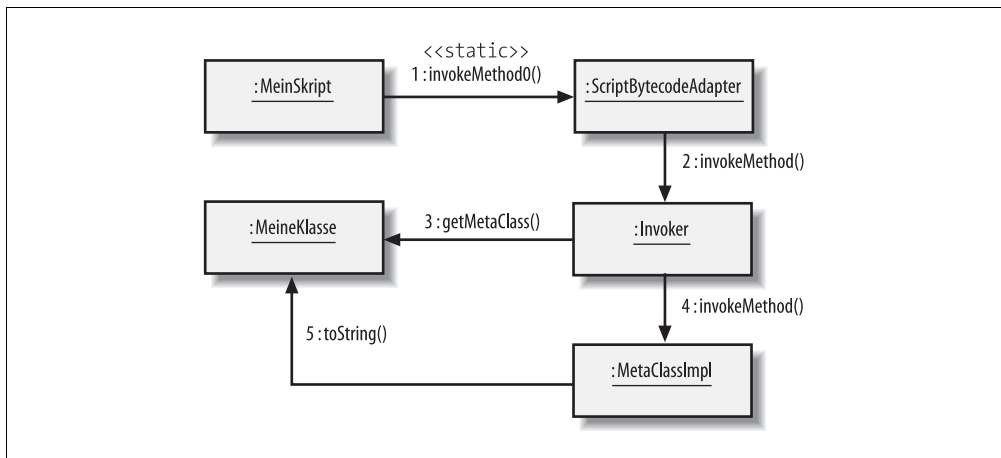 <<static>>
1:invokeMethod0()
:MeinSkript
:ScriptBytecodeAdapter
2:invokeMethod()
:MeineKlasse
3:getMetaClass()
:Invoker
4:invokeMethod()
5:toString()
:MetaClassImpl